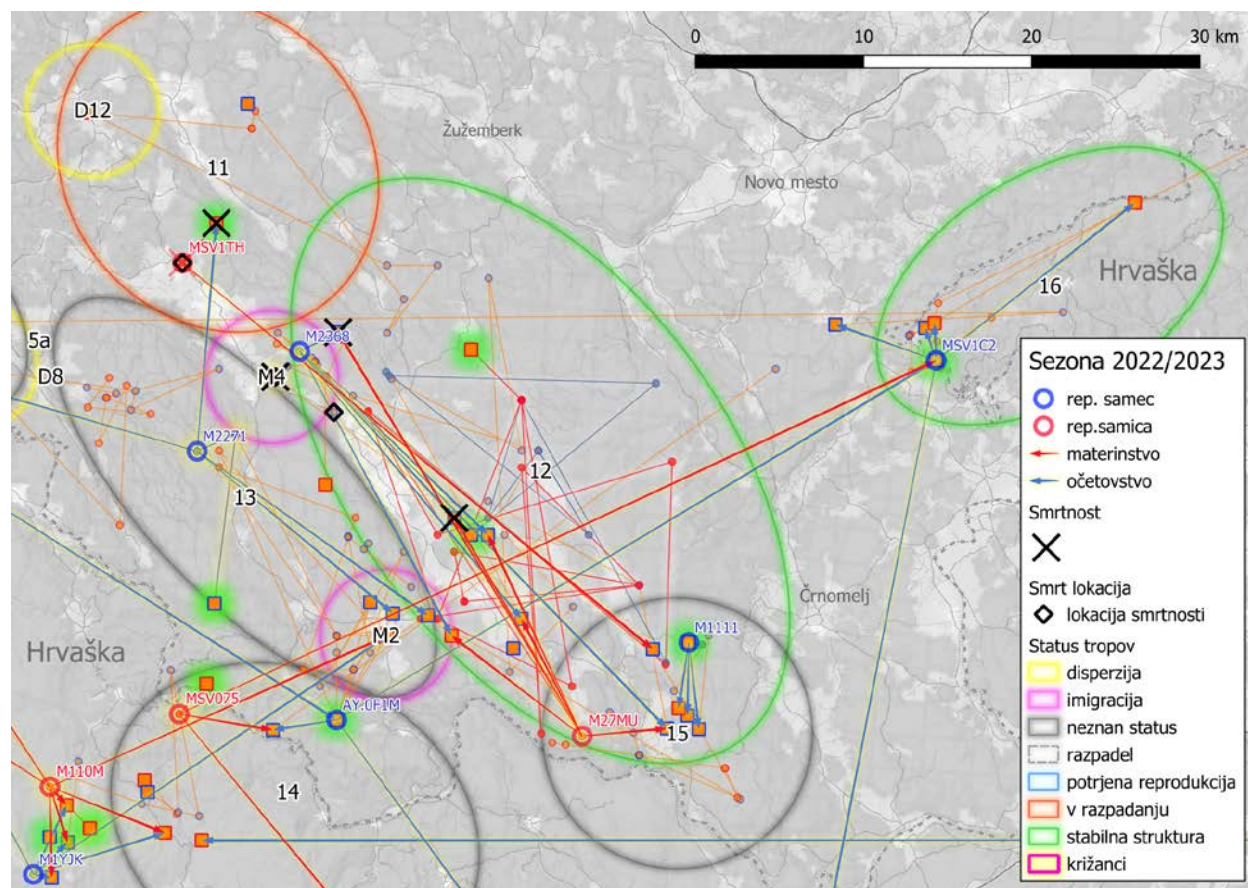 0 10 20 30 km
D12
Žužemberk
11
Novo mesto
MSV1TH
Hrvaška
16
5a
M2368
MSV1C2
D8
M4
M2271
12
13
Črnomelj
Hrvaška
M2
M1111
MSV075
AY.0F1M
M27MU
15
M110M
14
M1YJK
Sezona 2022/2023
rep. samec
rep.samica
materinstvo
očetovstvo
Smrtnost
Smrt lokacija
lokacija smrtnosti
Status tropov
disperzija
imigracija
neznan status
razpadel
potrjena reprodukcija
v razpadanju
stabilna struktura
križanci